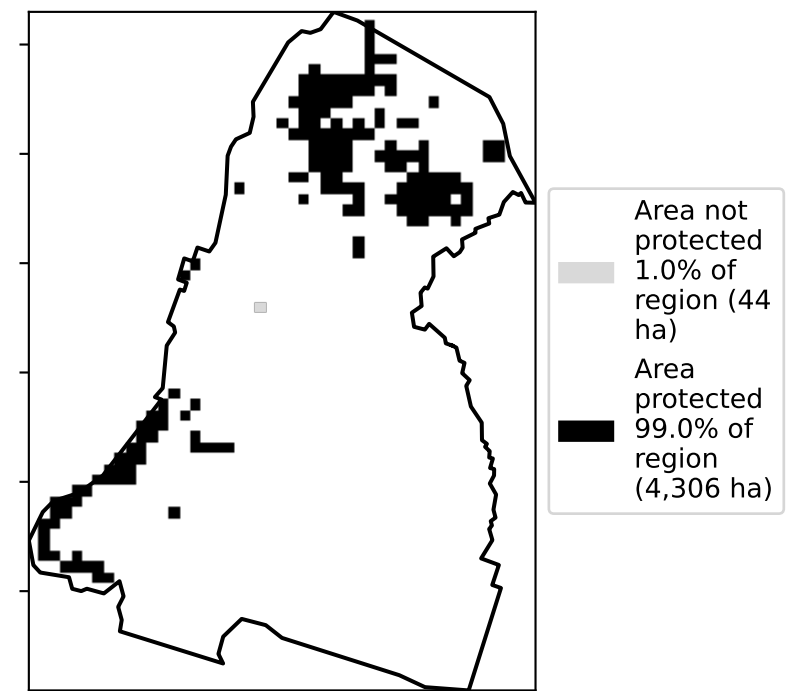 Area not
protected
1.0% of
region (44
ha)
Area
protected
99.0% of
region
(4,306 ha)